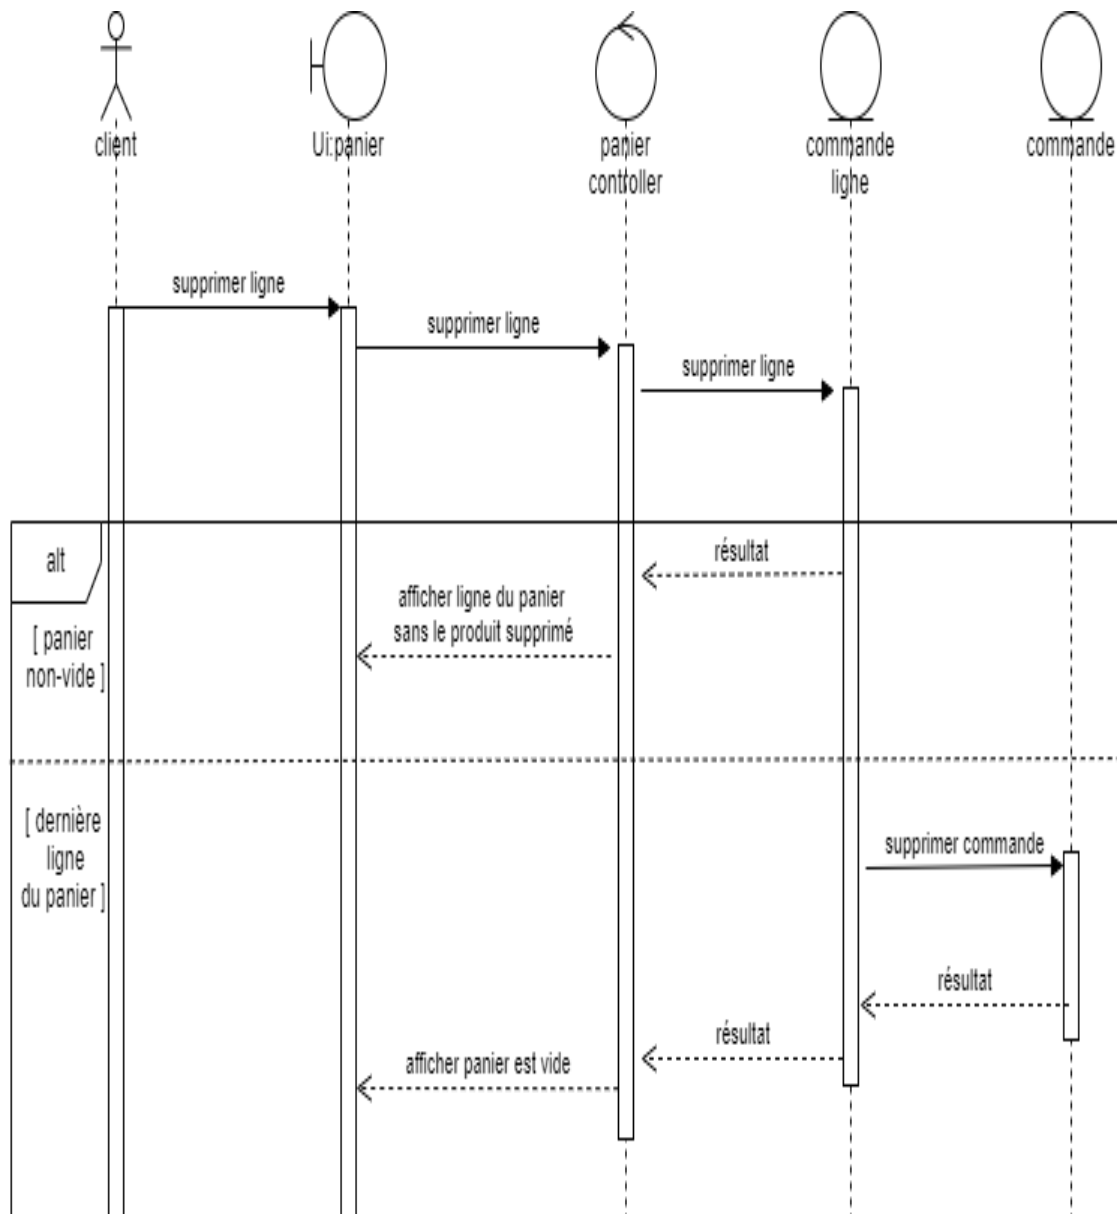 client
Ui:panier
panier
controller
commande
ligne
commande
supprimer ligne
supprimer ligne
supprimer ligne
alt
résultat
afficher ligne du panier
sans le produit supprimé
[ panier
non-vide ]
[ dernière
ligne
du panier ]
supprimer commande
résultat
résultat
afficher panier est vide